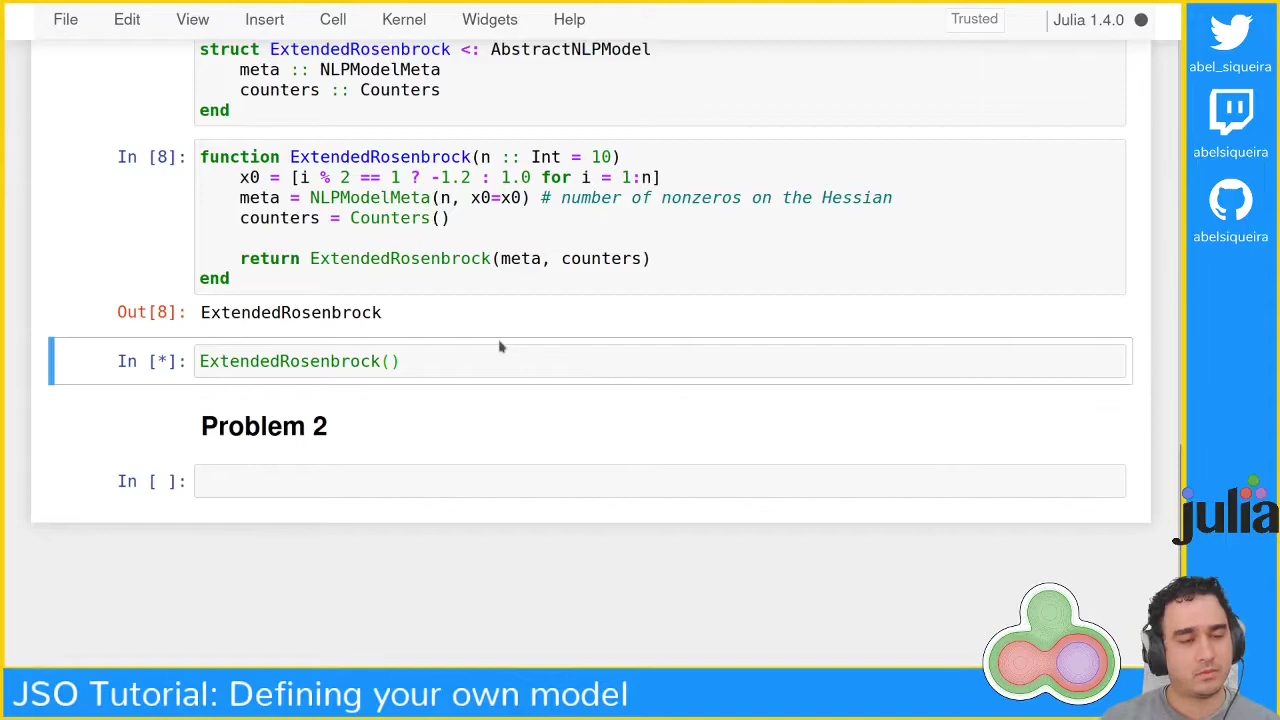 File Edit View Insert Cell Kernel Widgets Help Trusted Julia 1.4.0
struct ExtendedRosenbrock <: AbstractNLPModel
    meta :: NLPModelMeta
    counters :: Counters
end
In [8]: function ExtendedRosenbrock(n :: Int = 10)
    x0 = [i % 2 == 1 ? -1.2 : 1.0 for i = 1:n]
    meta = NLPModelMeta(n, x0=x0) # number of nonzeros on the Hessian
    counters = Counters()
    return ExtendedRosenbrock(meta, counters)
end
Out[8]: ExtendedRosenbrock
In [*]: ExtendedRosenbrock()
Problem 2
In [ ]:
abel_siqueira
abelsiqueira
abelsiqueira
julia
JSO Tutorial: Defining your own model